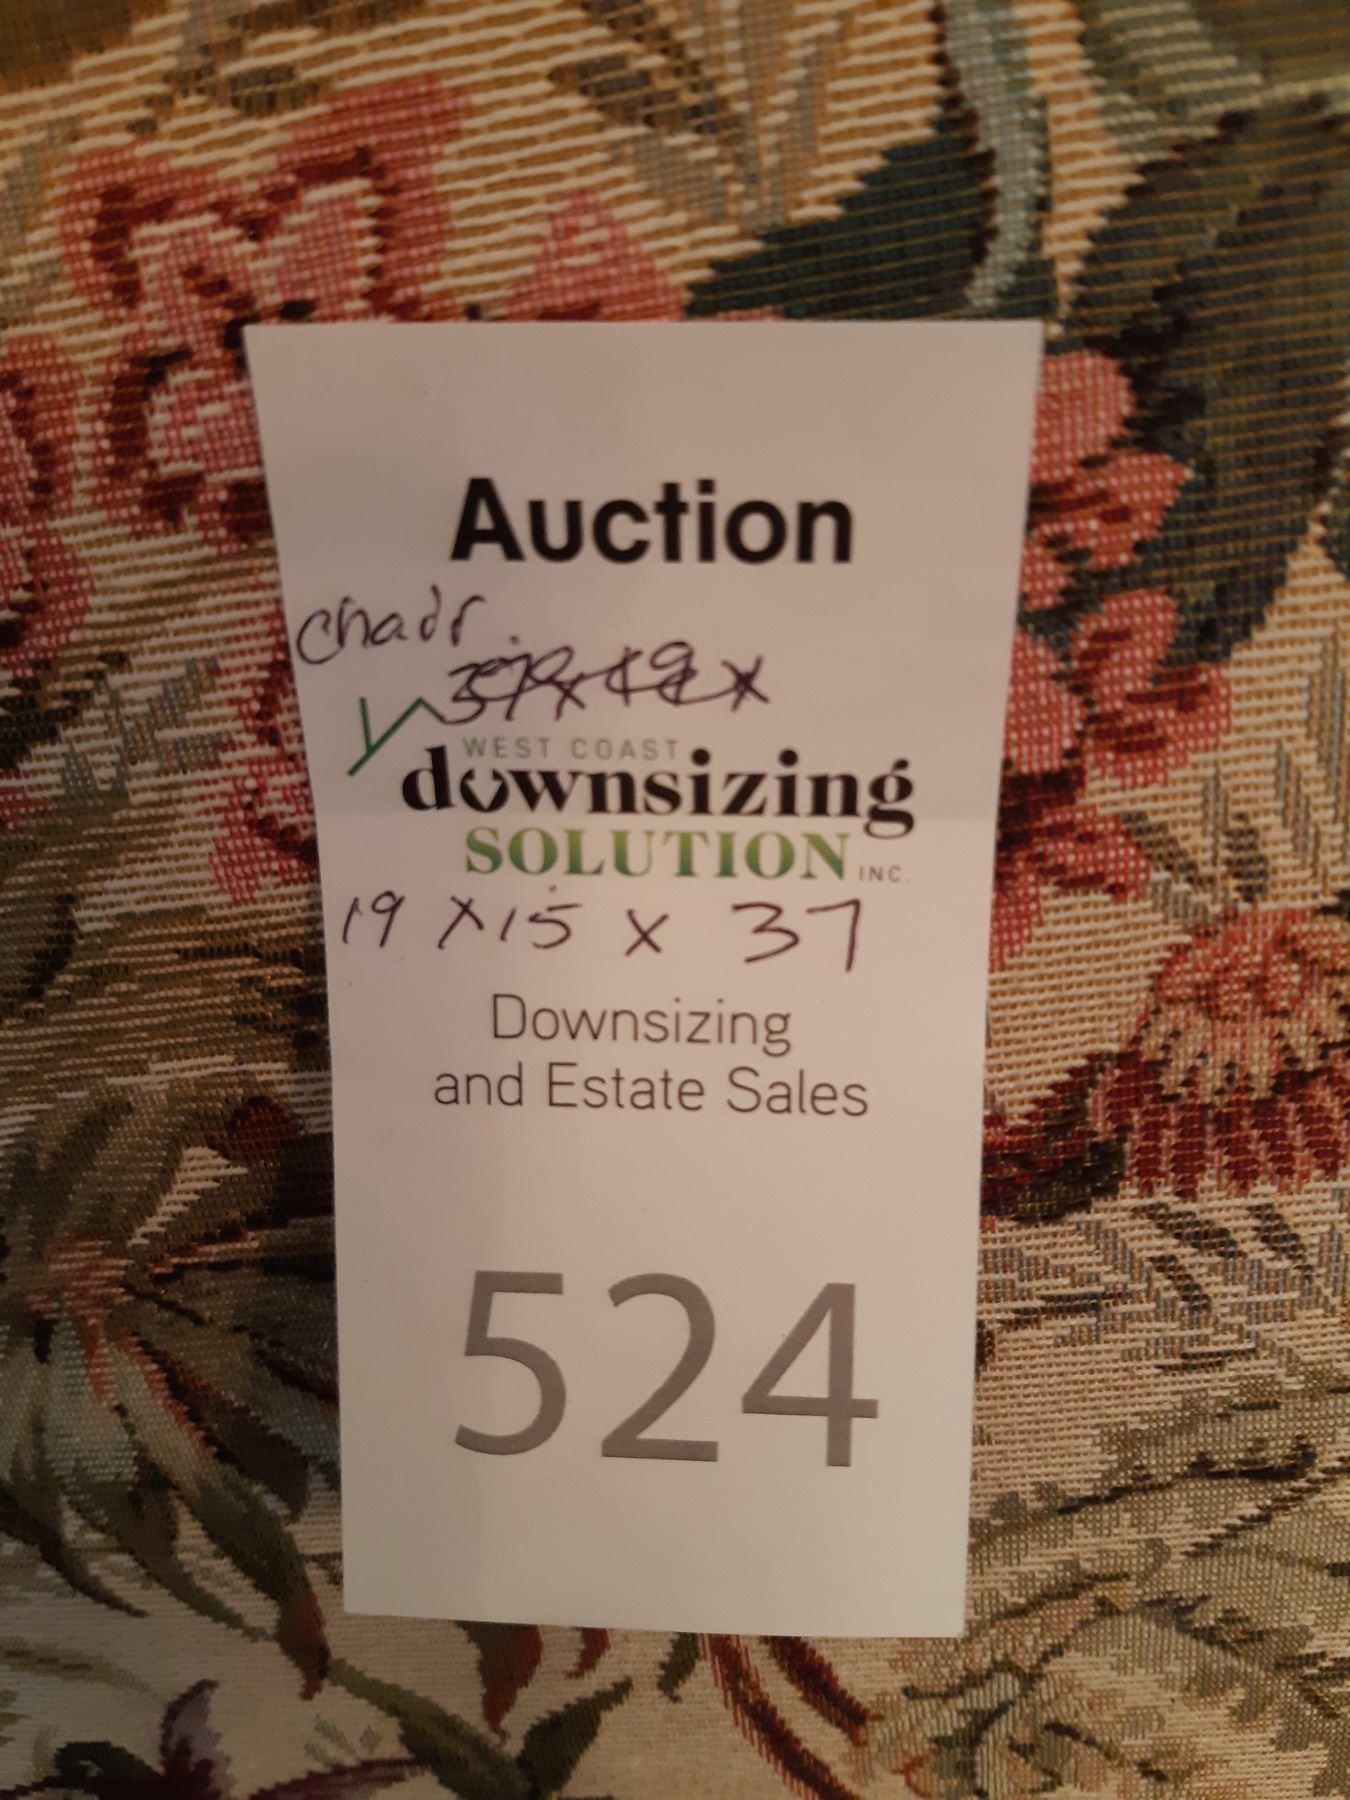 Auction
chair
WEST COAST
downsizing
SOLUTION INC.
19 x 15 x 37
Downsizing
and Estate Sales
524